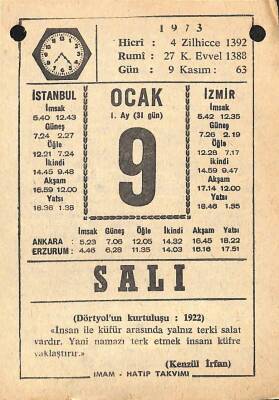 1973
Hicrî : 4 Zilhicce 1392
Rumî : 27 K. Evvel 1388
Gün : 9 Kasım : 63
İSTANBUL
İmsak
5.40 12.43
Güneş
7.24 2.27
Öğle
12.21 7.24
İkindi
14.45 9.48
Akşam
16.59 12.00
Yatsı
18.36 1.38
OCAK
1. Ay (31 gün)
9
İZMİR
İmsak
5.42 12.35
Güneş
7.26 2.19
Öğle
12.28 7.27
İkindi
14.59 9.51
Akşam
17.14 12.00
Yatsı
18.46 1.35
İmsak Güneş Öğle İkindi Akşam Yatsı
ANKARA : 5.23 7.06 12.05 14.32 16.45 18.22
ERZURUM : 4.46 6.28 11.35 14.03 16.16 17.51
SALI
(Dörtyol'un kurtuluşu : 1922)
«İnsan ile küfür arasında yalnız terki salat
vardır. Yani namazı terk etmek insanı küfre
yaklaştırır.»
(Kenzül İrfan)
İMAM - HATİP TAKVİMİ